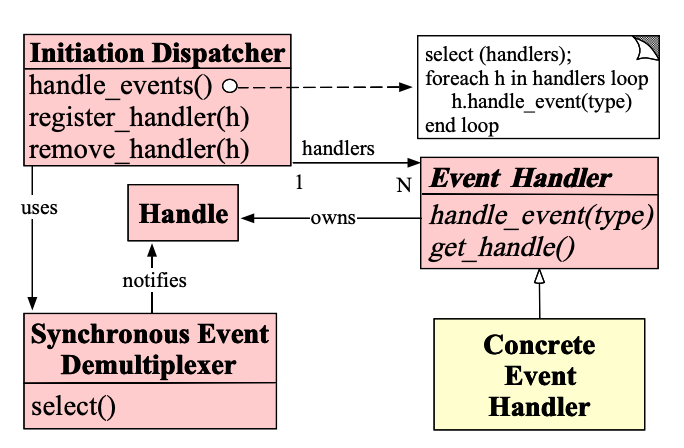 Initiation Dispatcher
handle_events()
register_handler(h)
remove_handler(h)
select (handlers);
foreach h in handlers loop
h.handle_event(type)
end loop
handlers
1
N
Event Handler
handle_event(type)
get_handle()
uses
Handle
owns
notifies
Synchronous Event
Demultiplexer
select()
Concrete
Event
Handler